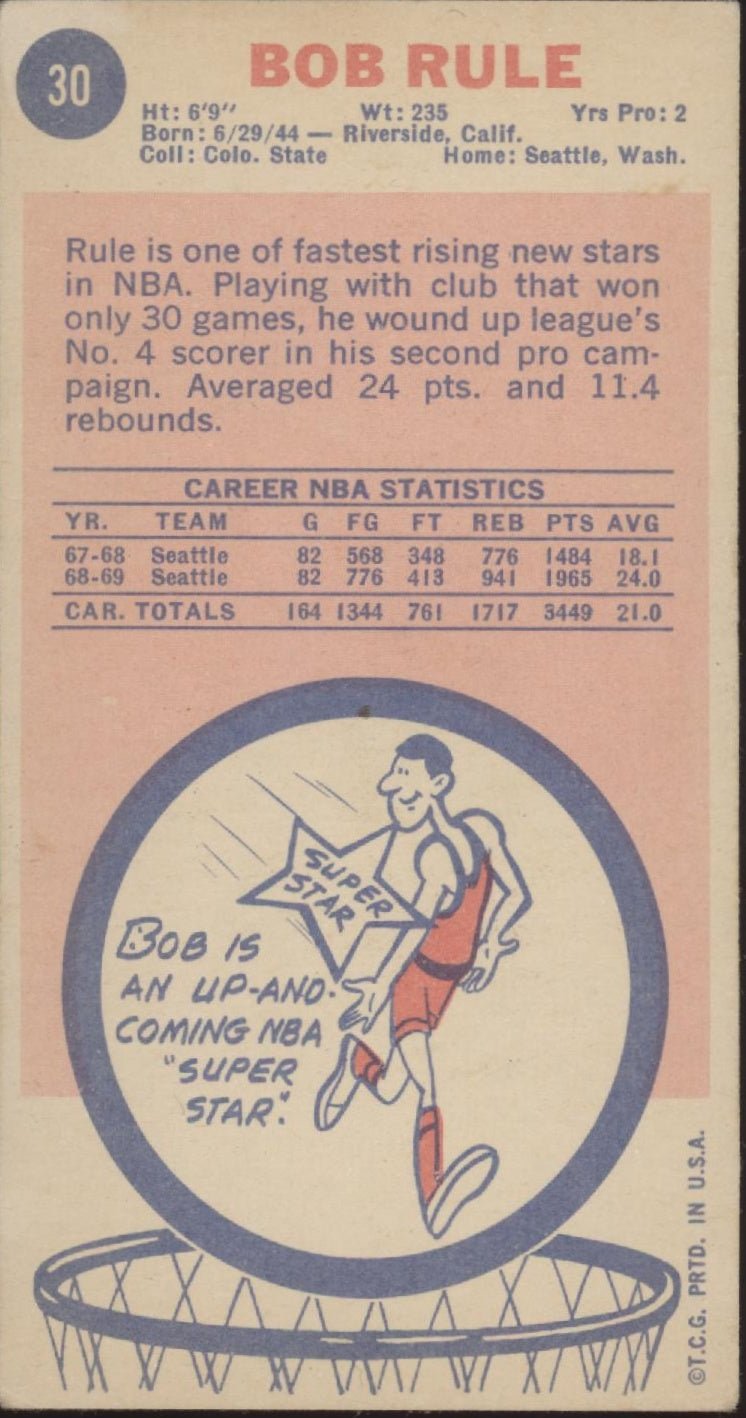 30
BOB RULE
Ht: 6'9" Wt: 235 Yrs Pro: 2
Born: 6/29/44 — Riverside, Calif.
Coll: Colo. State Home: Seattle, Wash.
Rule is one of fastest rising new stars
in NBA. Playing with club that won
only 30 games, he wound up league's
No. 4 scorer in his second pro cam-
paign. Averaged 24 pts. and 11.4
rebounds.
CAREER NBA STATISTICS
YR. TEAM G FG FT REB PTS AVG
67-68 Seattle 82 568 348 776 1484 18.1
68-69 Seattle 82 776 413 941 1965 24.0
CAR. TOTALS 164 1344 761 1717 3449 21.0
SUPER
STAR
BOB IS
AN UP-AND-
COMING NBA
"SUPER
STAR."
©T.C.G. PRTD. IN U.S.A.